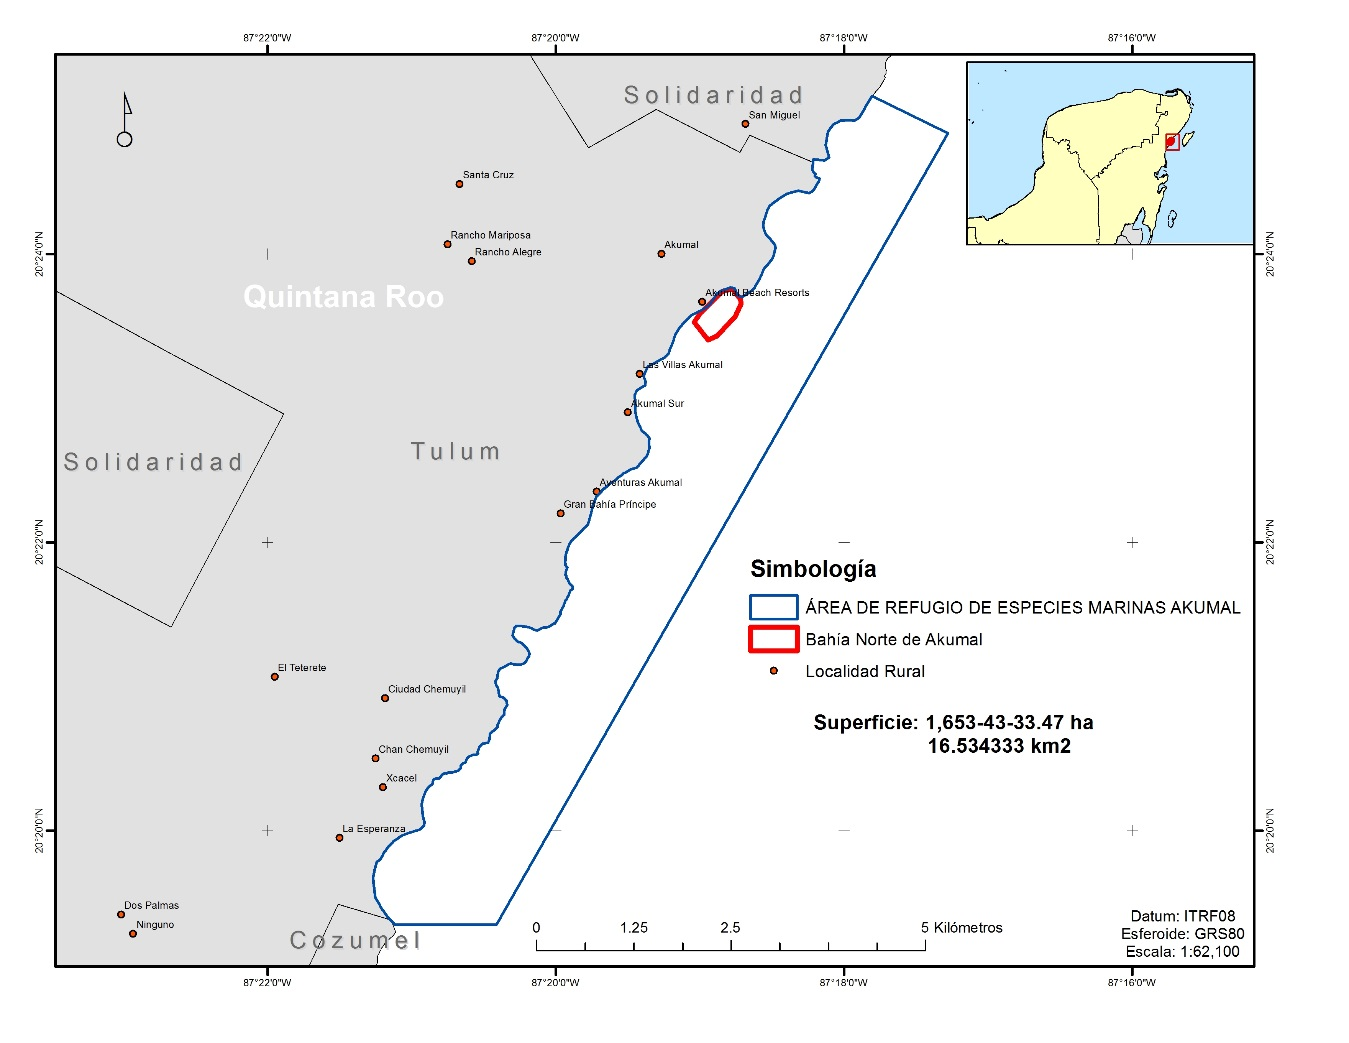 87°22'0"W
87°20'0"W
87°18'0"W
87°16'0"W
Solidaridad
San Miguel
Santa Cruz
Rancho Mariposa
Rancho Alegre
Akumal
20°24'0"N
20°24'0"N
Quintana Roo
Akumal Beach Resorts
Las Villas Akumal
Akumal Sur
Tulum
Solidaridad
Aventuras Akumal
Gran Bahía Príncipe
20°22'0"N
20°22'0"N
Simbología
ÁREA DE REFUGIO DE ESPECIES MARINAS AKUMAL
Bahía Norte de Akumal
Localidad Rural
El Teterete
Ciudad Chemuyil
Superficie: 1,653-43-33.47 ha
16.534333 km2
Chan Chemuyil
Xcacel
La Esperanza
20°20'0"N
20°20'0"N
Dos Palmas
Ninguno
Cozumel
0 1.25 2.5 5 Kilómetros
Datum: ITRF08
Esferoide: GRS80
Escala: 1:62,100
87°22'0"W
87°20'0"W
87°18'0"W
87°16'0"W